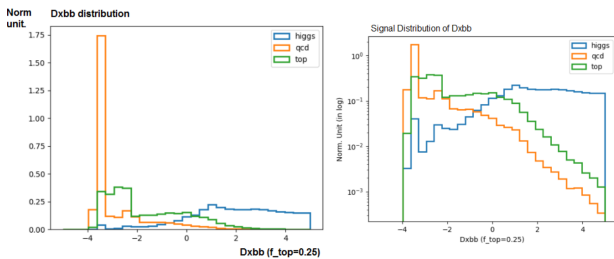 Norm unit.
Dxbb distribution
higgs
qcd
top
1.75
1.50
1.25
1.00
0.75
0.50
0.25
0.00
−4 −2 0 2 4
Dxbb (f_top=0.25)
Signal Distribution of Dxbb
higgs
qcd
top
Norm. Unit (in log)
10⁰
10⁻¹
10⁻²
10⁻³
−4 −2 0 2 4
Dxbb (f_top=0.25)